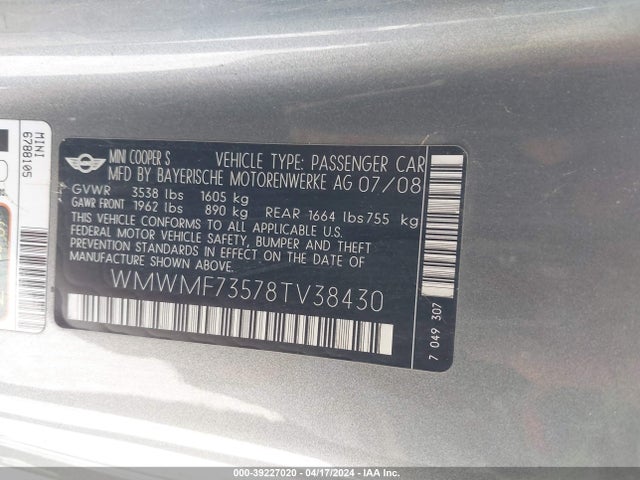 MINI
6788105
MINI COOPER S VEHICLE TYPE: PASSENGER CAR
MFD BY BAYERISCHE MOTORENWERKE AG 07/08
GVWR 3538 lbs 1605 kg
GAWR FRONT 1962 lbs 890 kg REAR 1664 lbs 755 kg
THIS VEHICLE CONFORMS TO ALL APPLICABLE U.S.
FEDERAL MOTOR VEHICLE SAFETY, BUMPER AND THEFT
PREVENTION STANDARDS IN EFFECT ON THE DATE OF
MANUFACTURE SHOWN ABOVE.
WMWMF73578TV38430
7 049 307
000-39227020 - 04/17/2024 - IAA Inc.